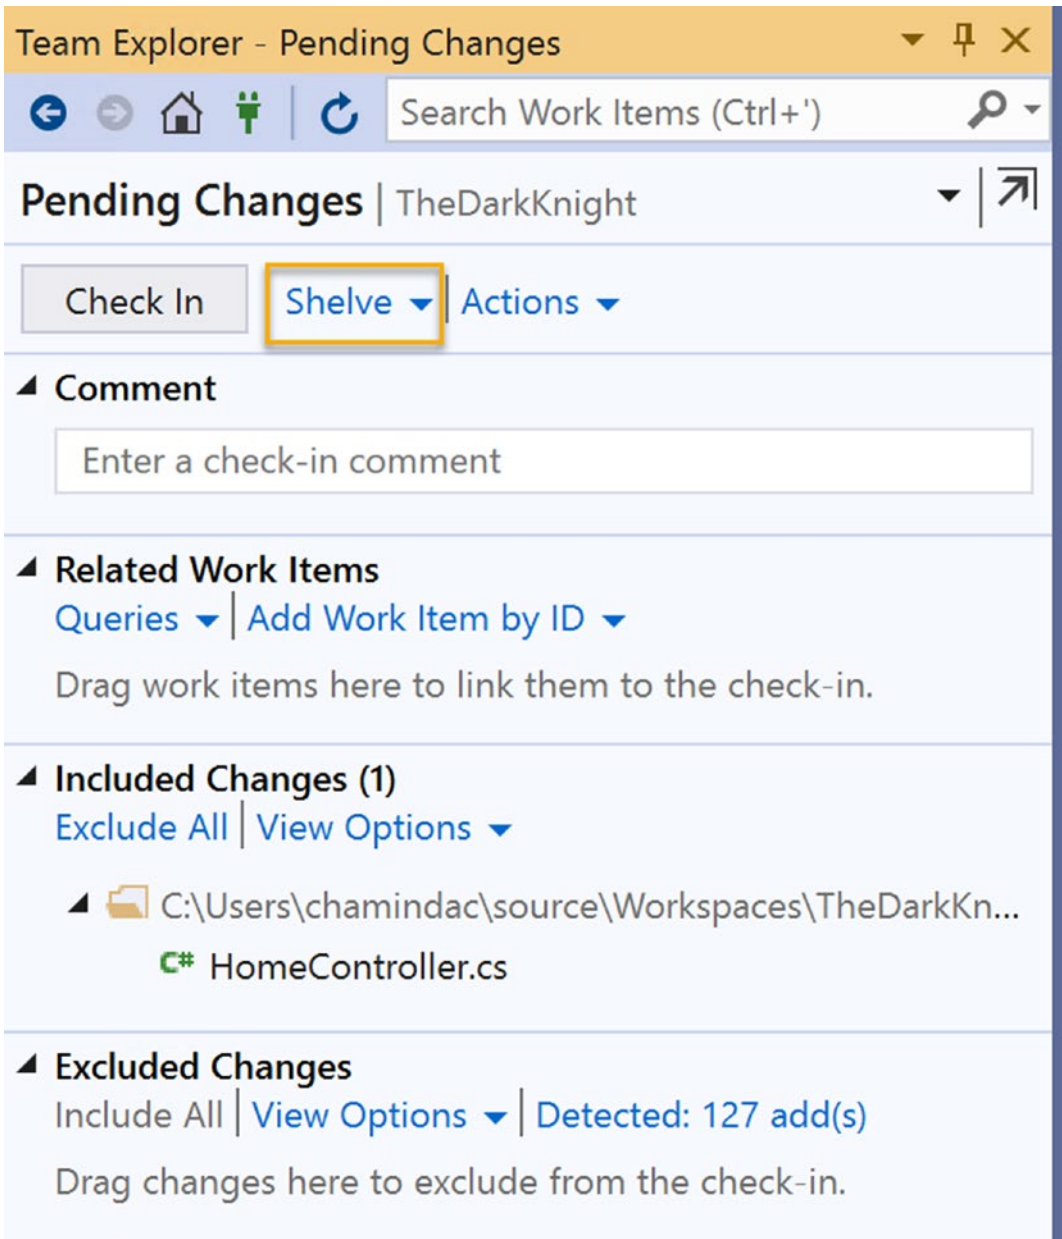 Team Explorer - Pending Changes
Search Work Items (Ctrl+')
Pending Changes | TheDarkKnight
Check In Shelve | Actions
Comment
Enter a check-in comment
Related Work Items
Queries | Add Work Item by ID
Drag work items here to link them to the check-in.
Included Changes (1)
Exclude All | View Options
C:\Users\chamindac\source\Workspaces\TheDarkKn...
C# HomeController.cs
Excluded Changes
Include All | View Options | Detected: 127 add(s)
Drag changes here to exclude from the check-in.